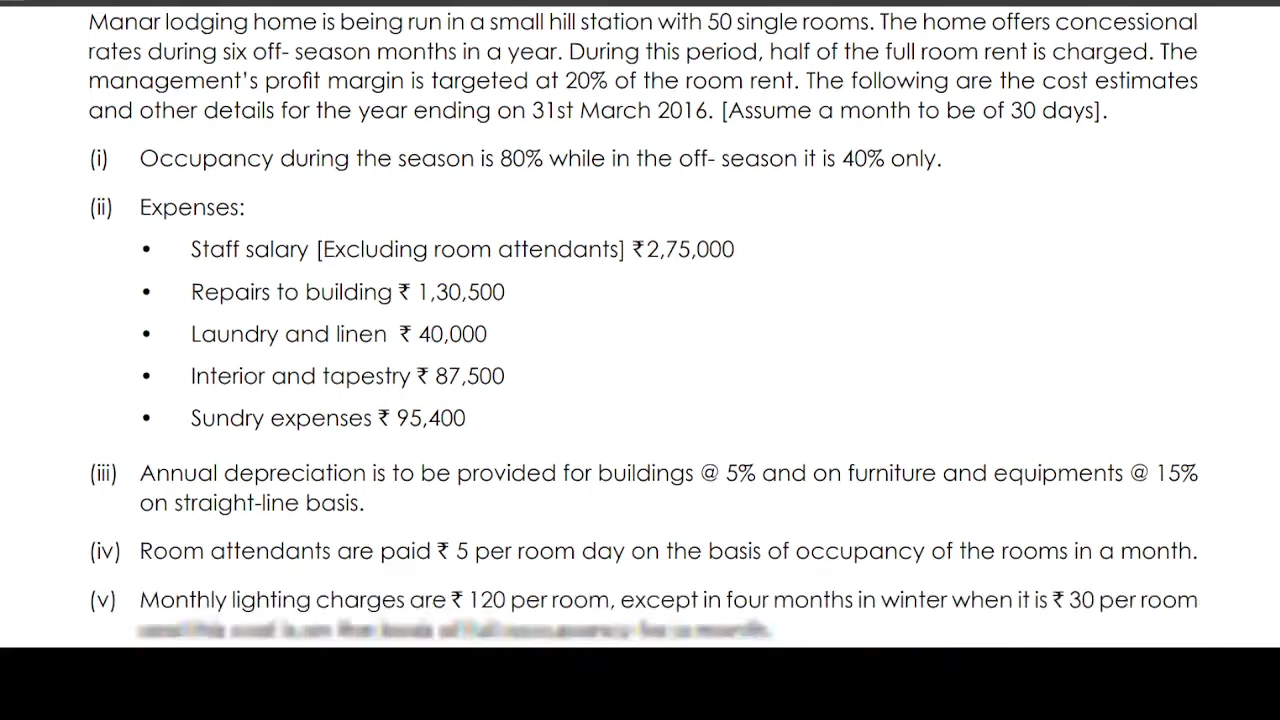 Manar lodging home is being run in a small hill station with 50 single rooms. The home offers concessional
rates during six off- season months in a year. During this period, half of the full room rent is charged. The
management's profit margin is targeted at 20% of the room rent. The following are the cost estimates
and other details for the year ending on 31st March 2016. [Assume a month to be of 30 days].
(i) Occupancy during the season is 80% while in the off- season it is 40% only.
(ii) Expenses:
• Staff salary [Excluding room attendants] ₹2,75,000
• Repairs to building ₹ 1,30,500
• Laundry and linen ₹ 40,000
• Interior and tapestry ₹ 87,500
• Sundry expenses ₹ 95,400
(iii) Annual depreciation is to be provided for buildings @ 5% and on furniture and equipments @ 15%
on straight-line basis.
(iv) Room attendants are paid ₹ 5 per room day on the basis of occupancy of the rooms in a month.
(v) Monthly lighting charges are ₹ 120 per room, except in four months in winter when it is ₹ 30 per room